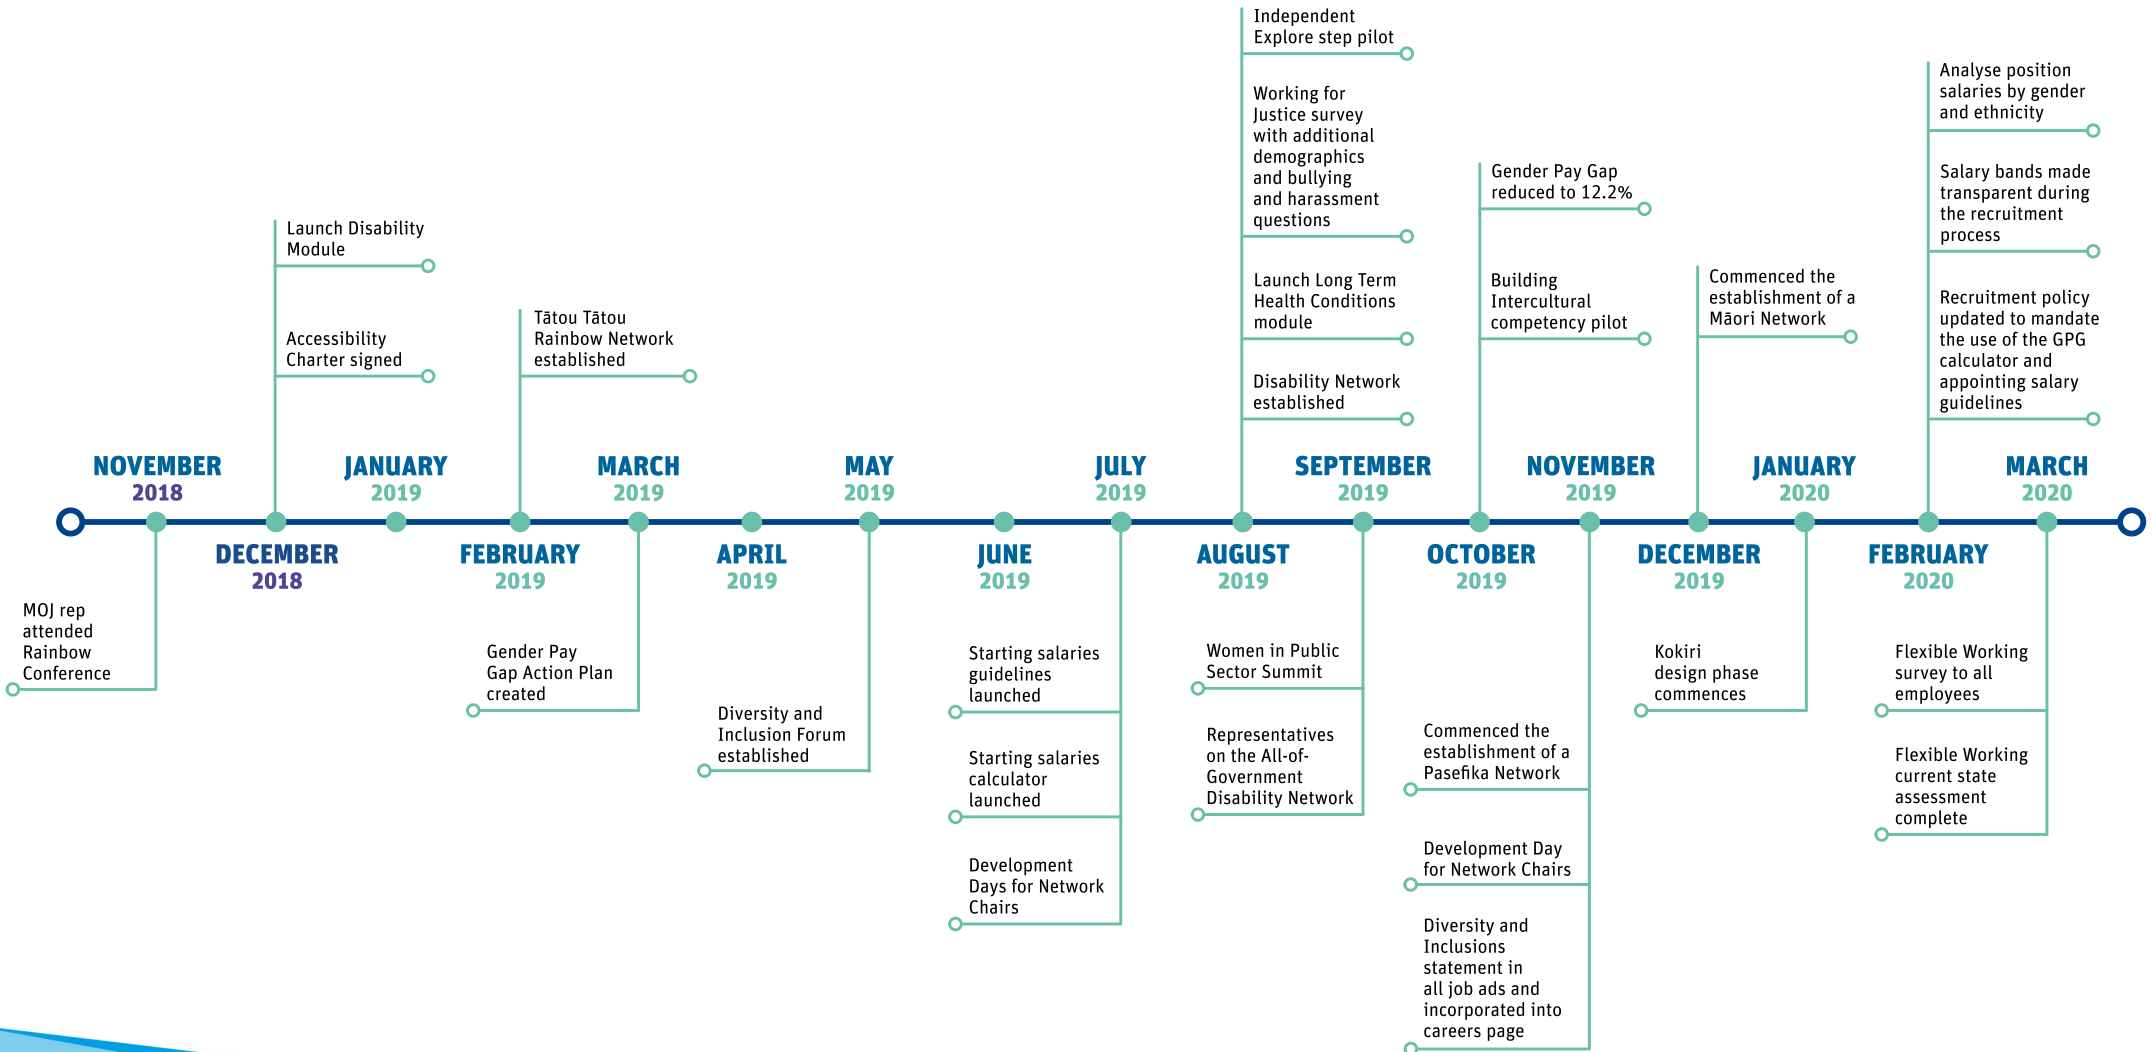 NOVEMBER
2018
MOJ rep
attended
Rainbow
Conference
DECEMBER
2018
Launch Disability
Module
Accessibility
Charter signed
JANUARY
2019
FEBRUARY
2019
Tātou Tātou
Rainbow Network
established
MARCH
2019
Gender Pay
Gap Action Plan
created
APRIL
2019
MAY
2019
Diversity and
Inclusion Forum
established
JUNE
2019
JULY
2019
Starting salaries
guidelines
launched
Starting salaries
calculator
launched
Development
Days for Network
Chairs
AUGUST
2019
Independent
Explore step pilot
Working for
Justice survey
with additional
demographics
and bullying
and harassment
questions
Launch Long Term
Health Conditions
module
Disability Network
established
SEPTEMBER
2019
Women in Public
Sector Summit
Representatives
on the All-of-
Government
Disability Network
OCTOBER
2019
Gender Pay Gap
reduced to 12.2%
Building
Intercultural
competency pilot
NOVEMBER
2019
Commenced the
establishment of a
Pasefika Network
Development Day
for Network Chairs
Diversity and
Inclusions
statement in
all job ads and
incorporated into
careers page
DECEMBER
2019
Commenced the
establishment of a
Māori Network
JANUARY
2020
Kokiri
design phase
commences
FEBRUARY
2020
Analyse position
salaries by gender
and ethnicity
Salary bands made
transparent during
the recruitment
process
Recruitment policy
updated to mandate
the use of the GPG
calculator and
appointing salary
guidelines
MARCH
2020
Flexible Working
survey to all
employees
Flexible Working
current state
assessment
complete